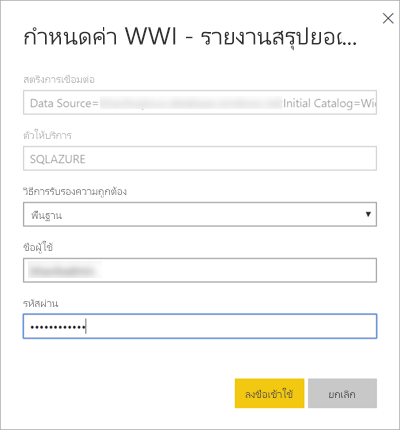 กำหนดค่า WWI - รายงานสรุปยอ...
สตริงการเชื่อมต่อ
Data Source= Initial Catalog=Wi
ตัวให้บริการ
SQLAZURE
วิธีการรับรองความถูกต้อง
พื้นฐาน
ชื่อผู้ใช้
รหัสผ่าน
••••••••••••
ลงชื่อเข้าใช้ ยกเลิก